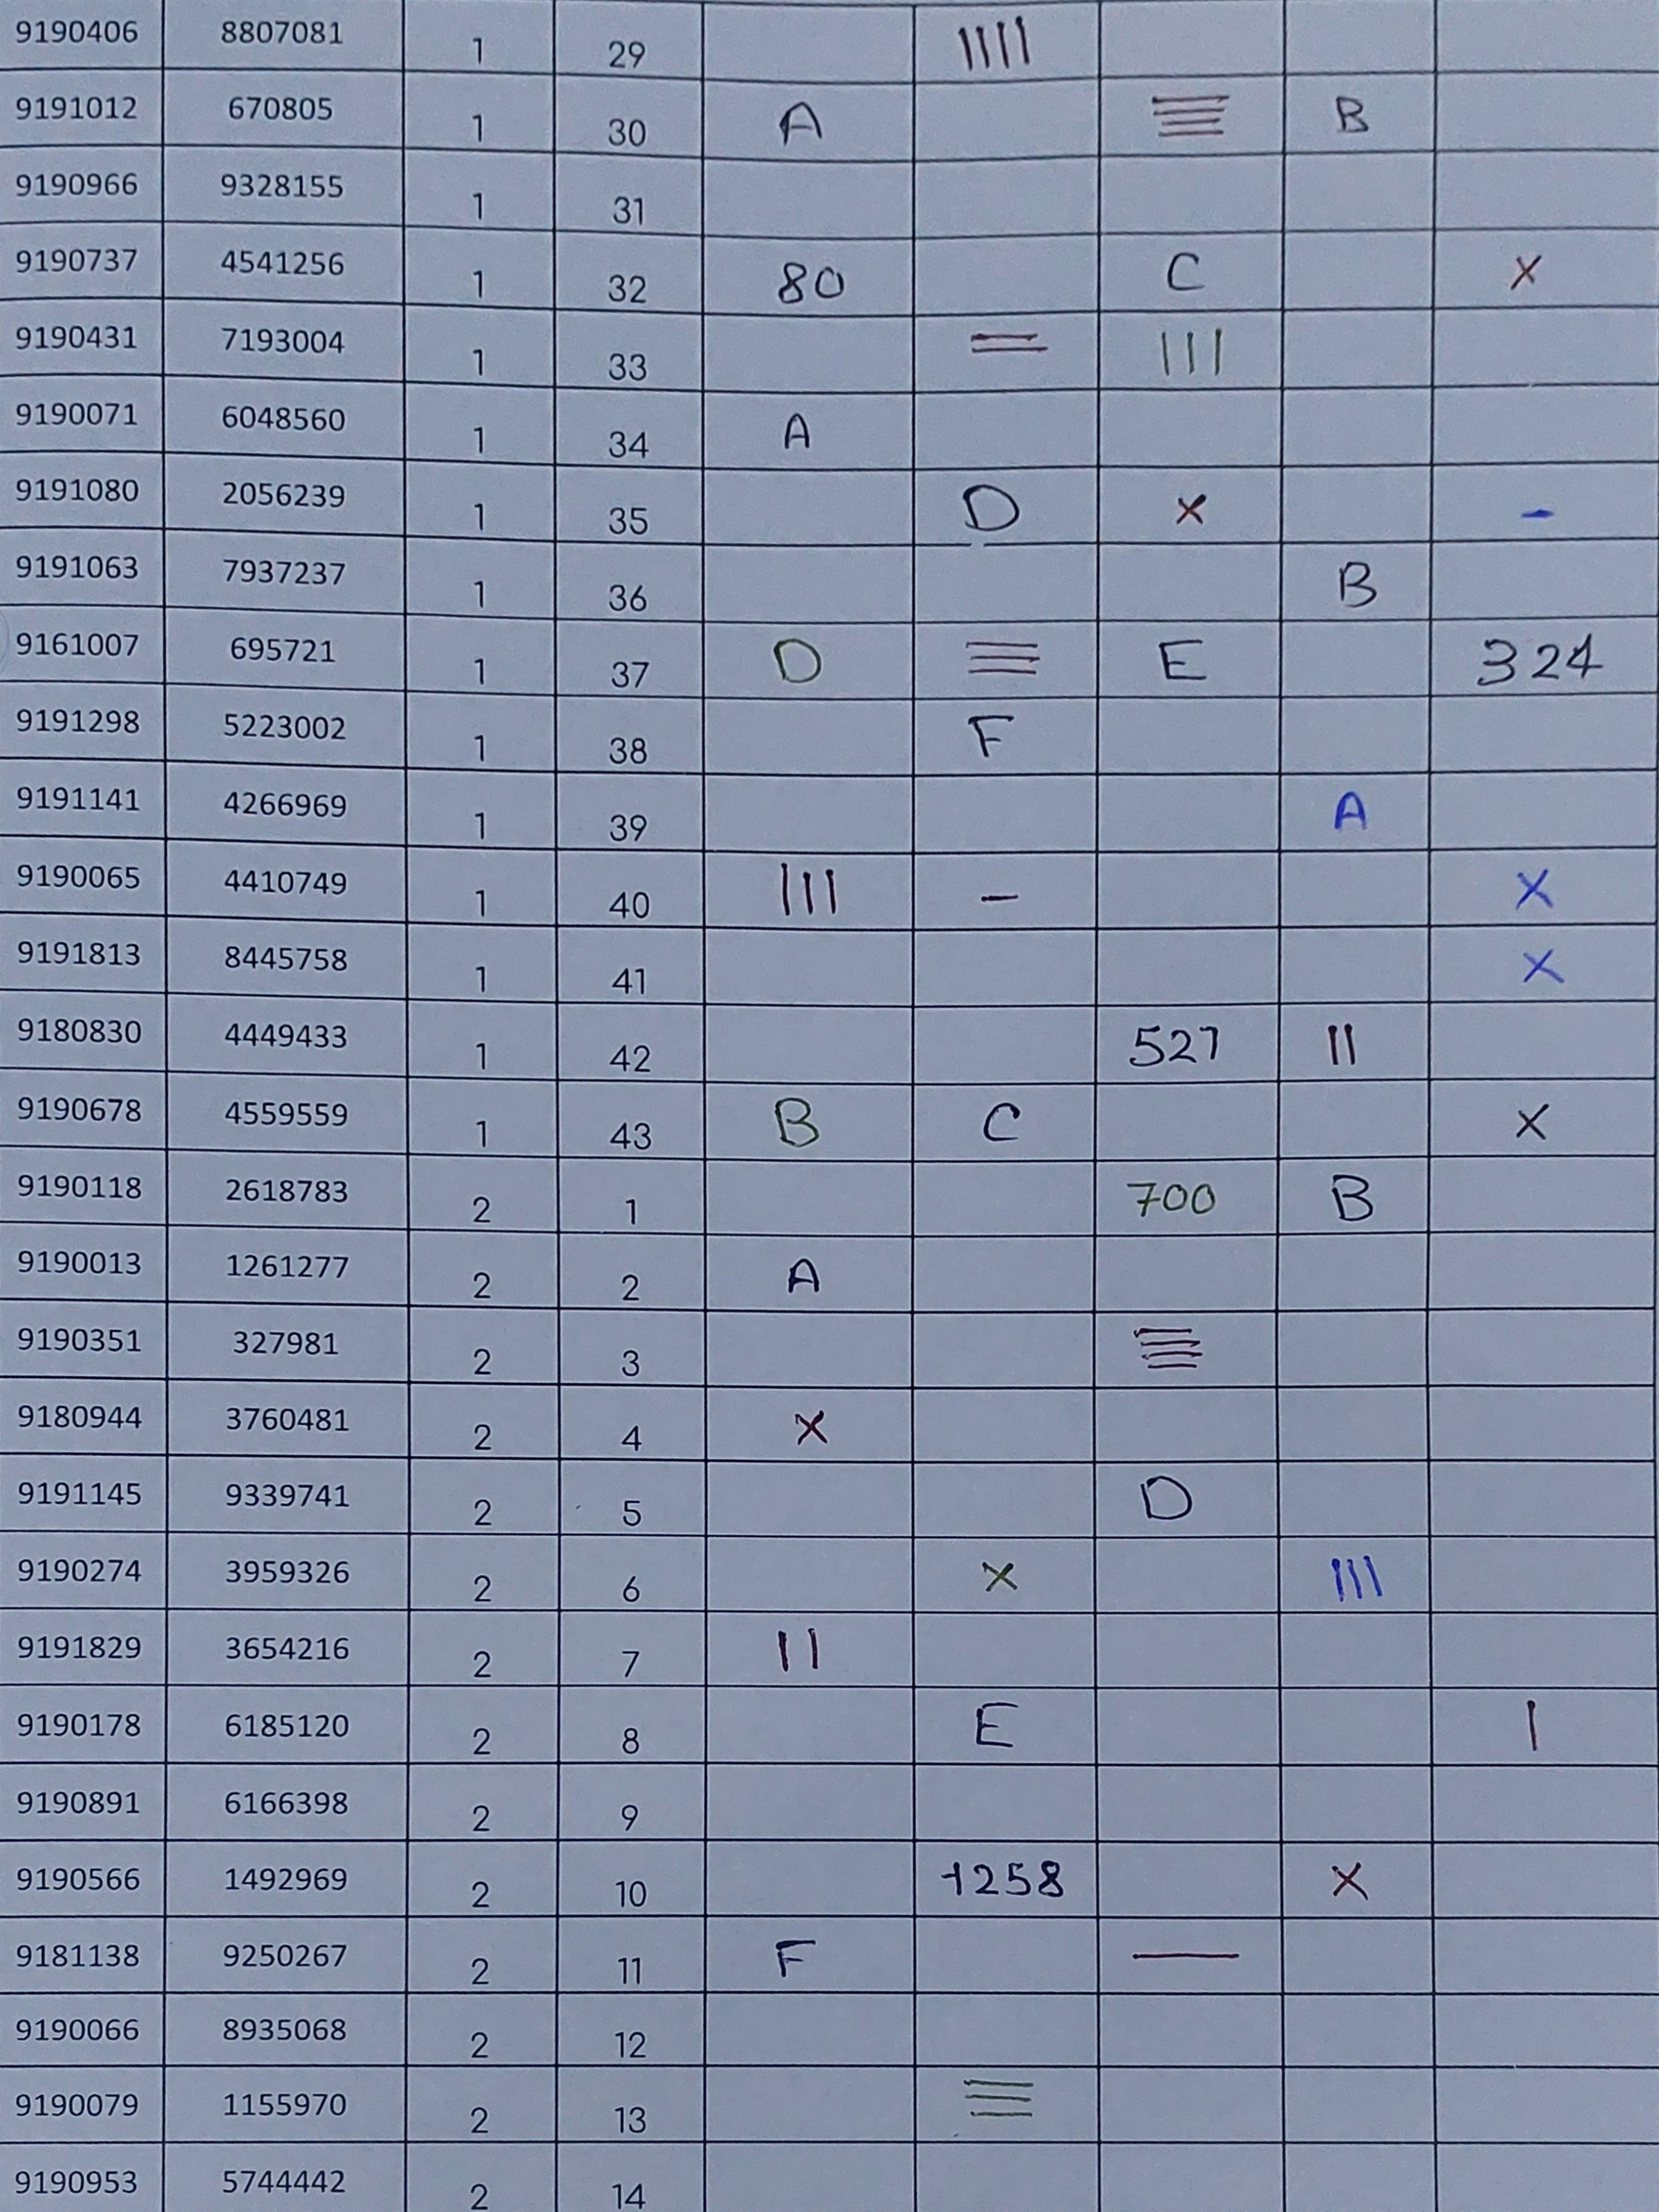 9190406 8807081 1 29 ||||
9191012 670805 1 30 A B
9190966 9328155 1 31
9190737 4541256 1 32 80 C X
9190431 7193004 1 33 = |||
9190071 6048560 1 34 A
9191080 2056239 1 35 D X -
9191063 7937237 1 36 B
9161007 695721 1 37 D ≡ E 324
9191298 5223002 1 38 F
9191141 4266969 1 39 A
9190065 4410749 1 40 ||| - X
9191813 8445758 1 41 X
9180830 4449433 1 42 527 ||
9190678 4559559 1 43 B C X
9190118 2618783 2 1 700 B
9190013 1261277 2 2 A
9190351 327981 2 3
9180944 3760481 2 4 X
9191145 9339741 2 5 D
9190274 3959326 2 6 X |||
9191829 3654216 2 7 ||
9190178 6185120 2 8 E |
9190891 6166398 2 9
9190566 1492969 2 10 1258 X
9181138 9250267 2 11 F —
9190066 8935068 2 12
9190079 1155970 2 13
9190953 5744442 2 14